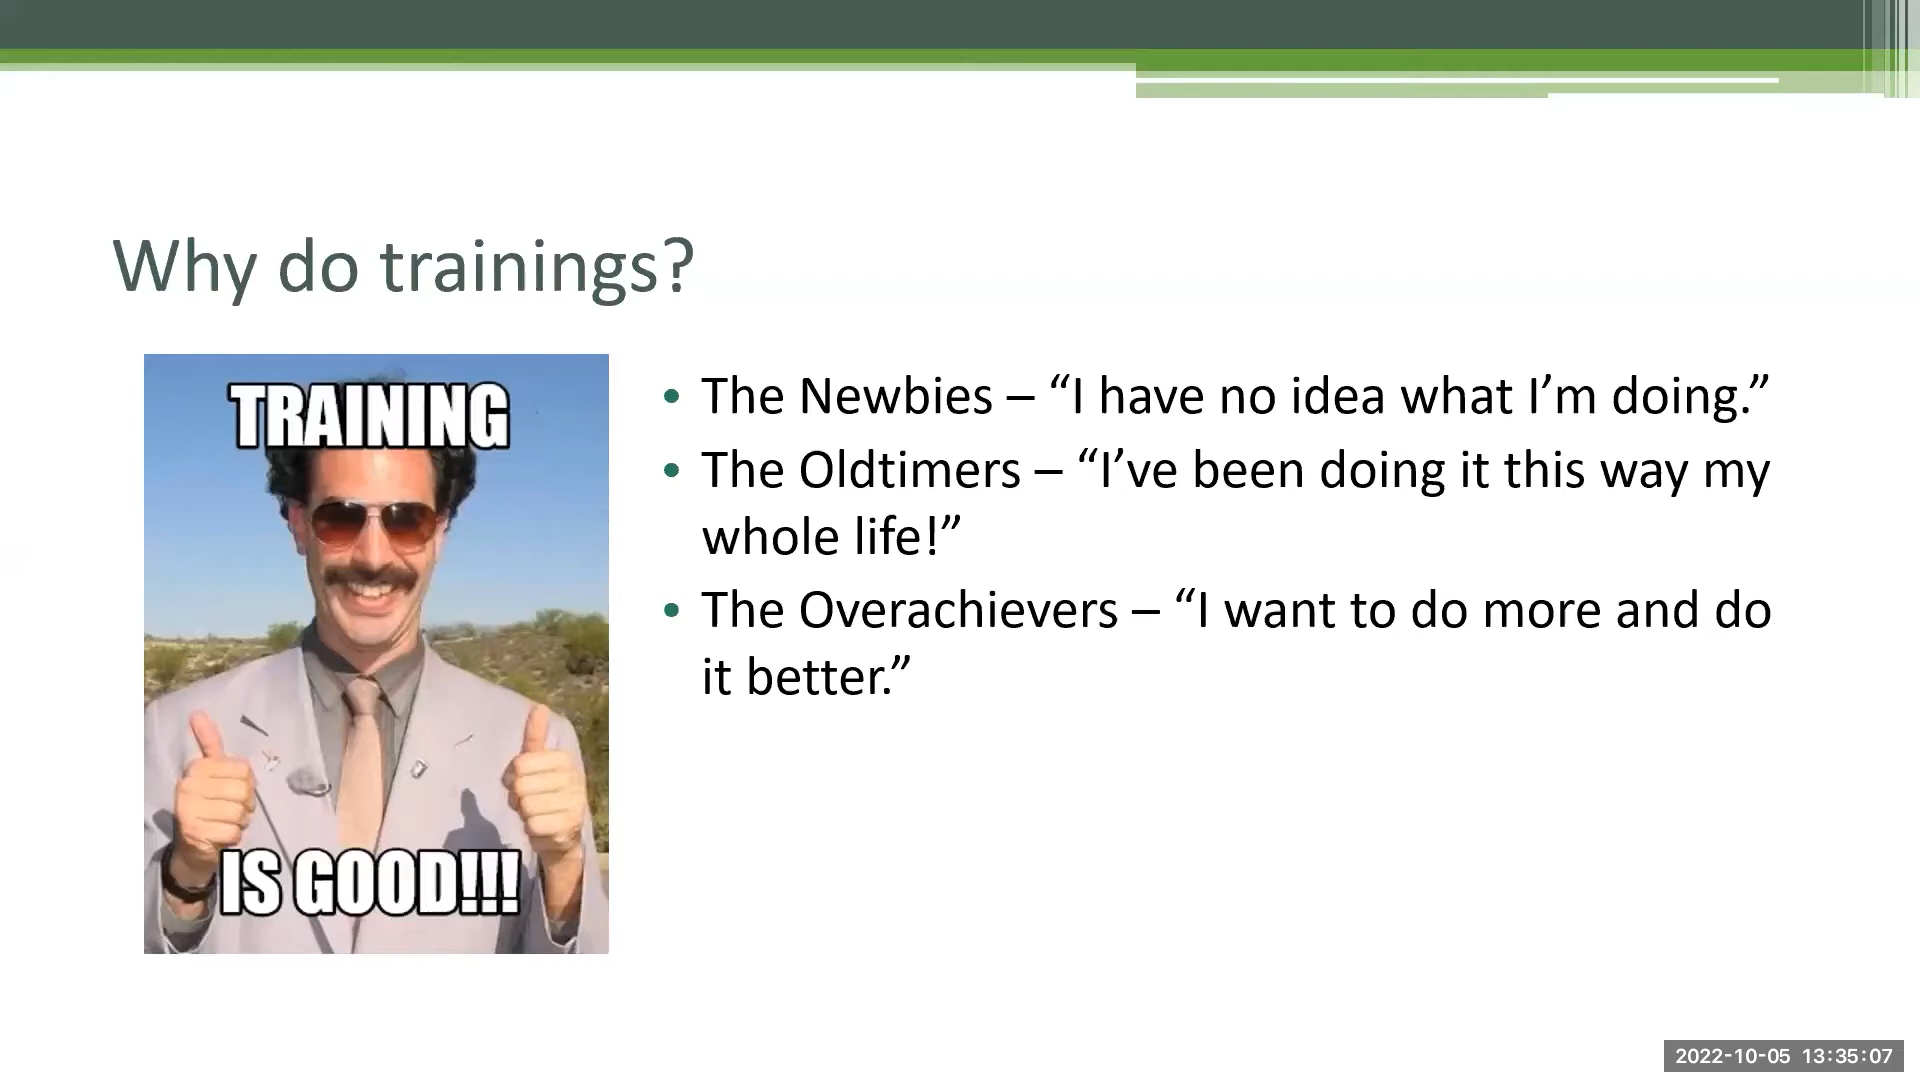 Why do trainings?
TRAINING
IS GOOD!!!
• The Newbies – “I have no idea what I’m doing.”
• The Oldtimers – “I’ve been doing it this way my
whole life!”
• The Overachievers – “I want to do more and do
it better.”
2022-10-05 13:35:07